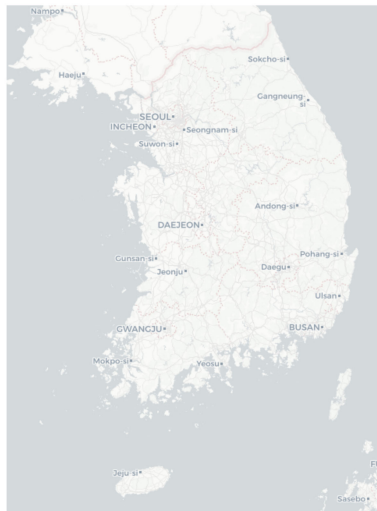 Nampo
Sokcho-si
Haeju
Gangneung-
si
SEOUL
INCHEON
Seongnam-si
Suwon-si
Andong-si
DAEJEON
Pohang-si
Gunsan-si
Daegu
Jeonju
Ulsan
GWANGJU
BUSAN
Mokpo-si
Yeosu
Jeju-si
Sasebo